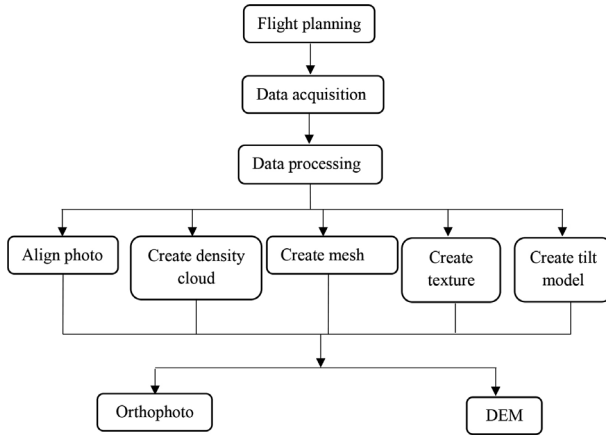 Flight planning
Data acquisition
Data processing
Align photo
Create density
cloud
Create mesh
Create
texture
Create tilt
model
Orthophoto
DEM